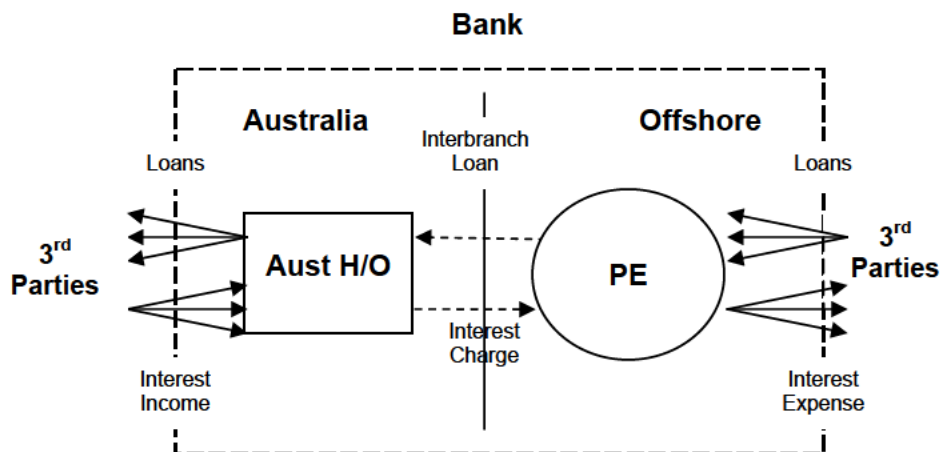 Bank
Australia
Offshore
Interbranch
Loan
Loans
Loans
3rd
Parties
Aust H/O
PE
3rd
Parties
Interest
Charge
Interest
Income
Interest
Expense